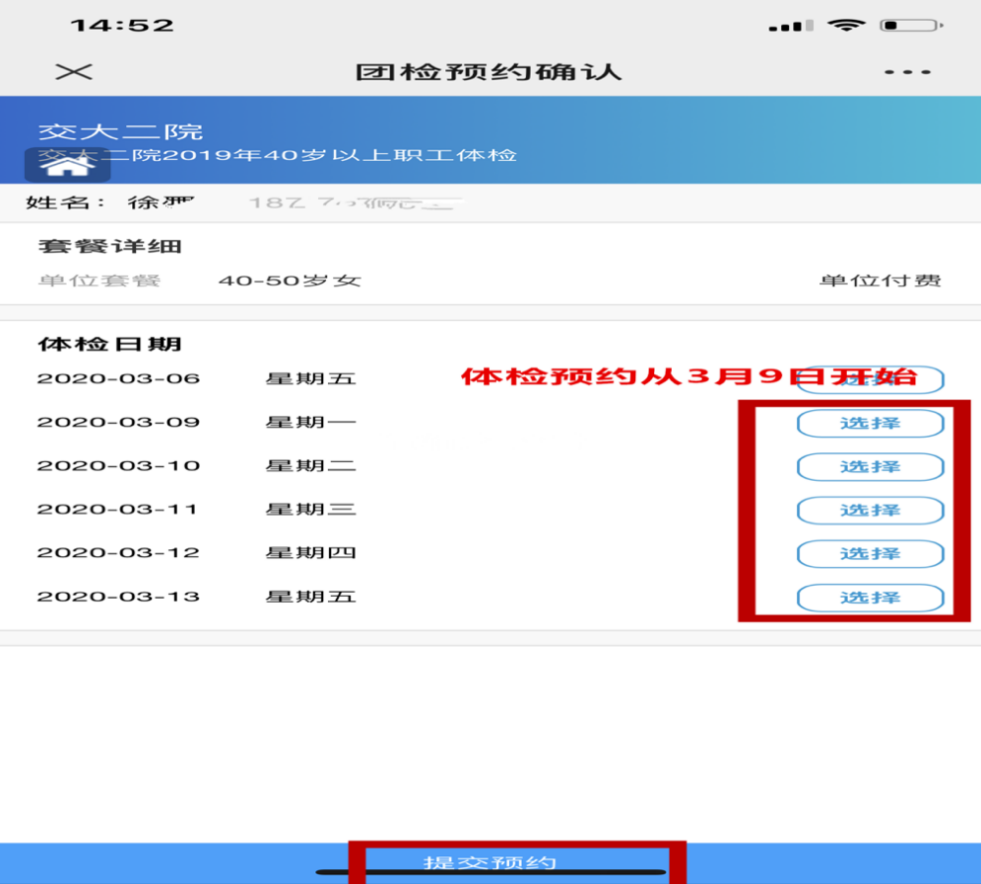 14:52
团检预约确认
交大二院
交大二院2019年40岁以上职工体检
姓名： 徐
套餐详细
单位套餐 40-50岁女 单位付费
体检日期
2020-03-06 星期五 体检预约从3月9日开始 选择
2020-03-09 星期一 选择
2020-03-10 星期二 选择
2020-03-11 星期三 选择
2020-03-12 星期四 选择
2020-03-13 星期五 选择
提交预约